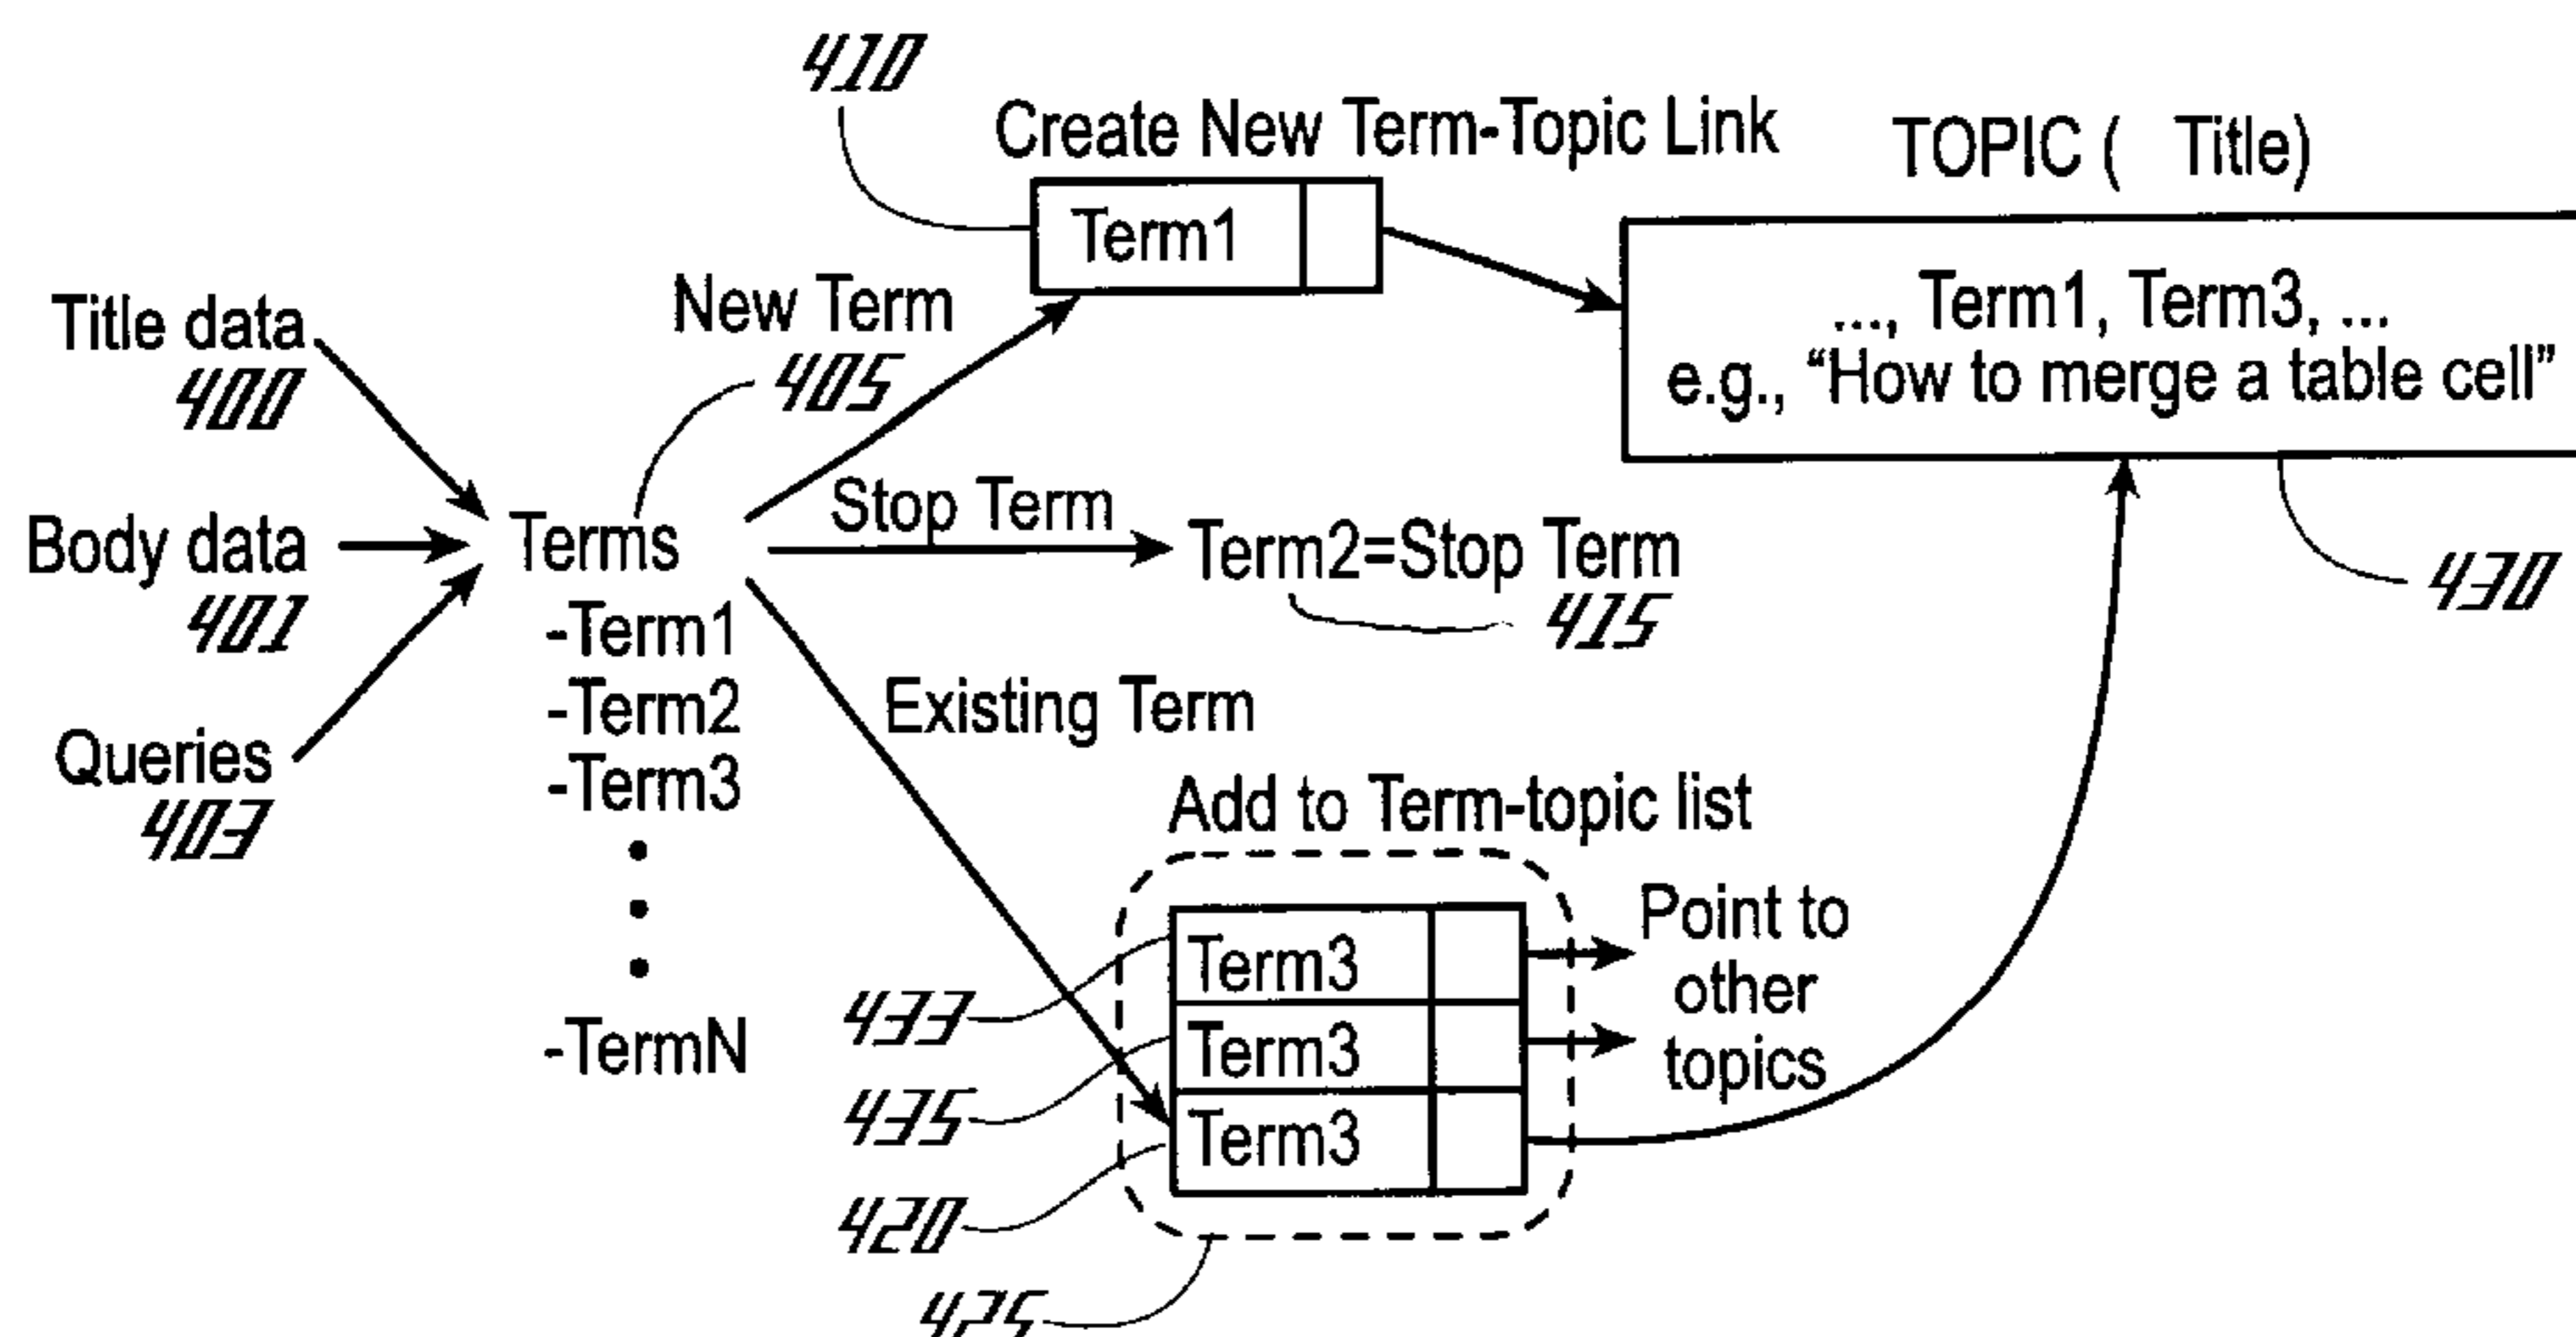 410
Create New Term-Topic Link
TOPIC ( Title)
Term1
..., Term1, Term3, ...
e.g., “How to merge a table cell”
430
Title data
400
New Term
405
Body data
401
Queries
403
Terms
-Term1
-Term2
-Term3
-TermN
Stop Term
Term2=Stop Term
415
Existing Term
Add to Term-topic list
Term3
Term3
Term3
Point to
other
topics
433
435
420
425